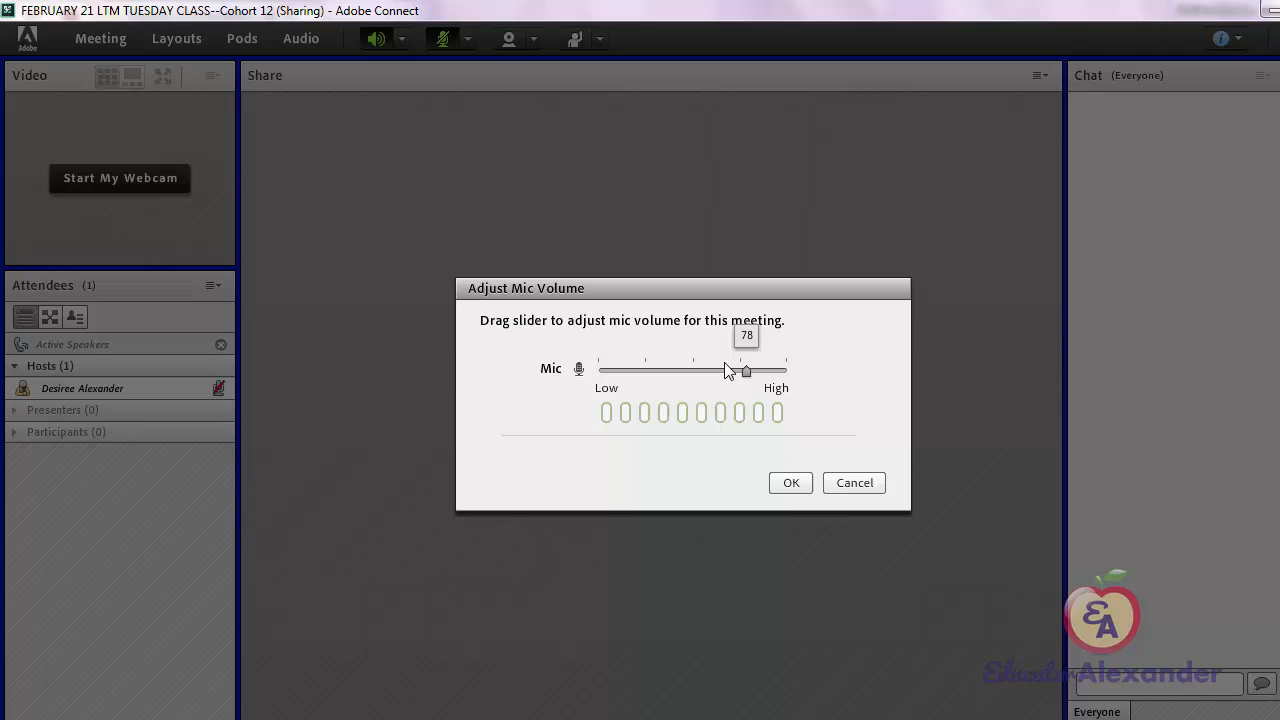 FEBRUARY 21 LTM TUESDAY CLASS--Cohort 12 (Sharing) - Adobe Connect
Adobe
Meeting Layouts Pods Audio
Video
Share
Chat (Everyone)
Start My Webcam
Attendees (1)
Active Speakers
Hosts (1)
Desiree Alexander
Presenters (0)
Participants (0)
Adjust Mic Volume
Drag slider to adjust mic volume for this meeting.
78
Mic
Low High
OK Cancel
EA
EducatorAlexander
Everyone